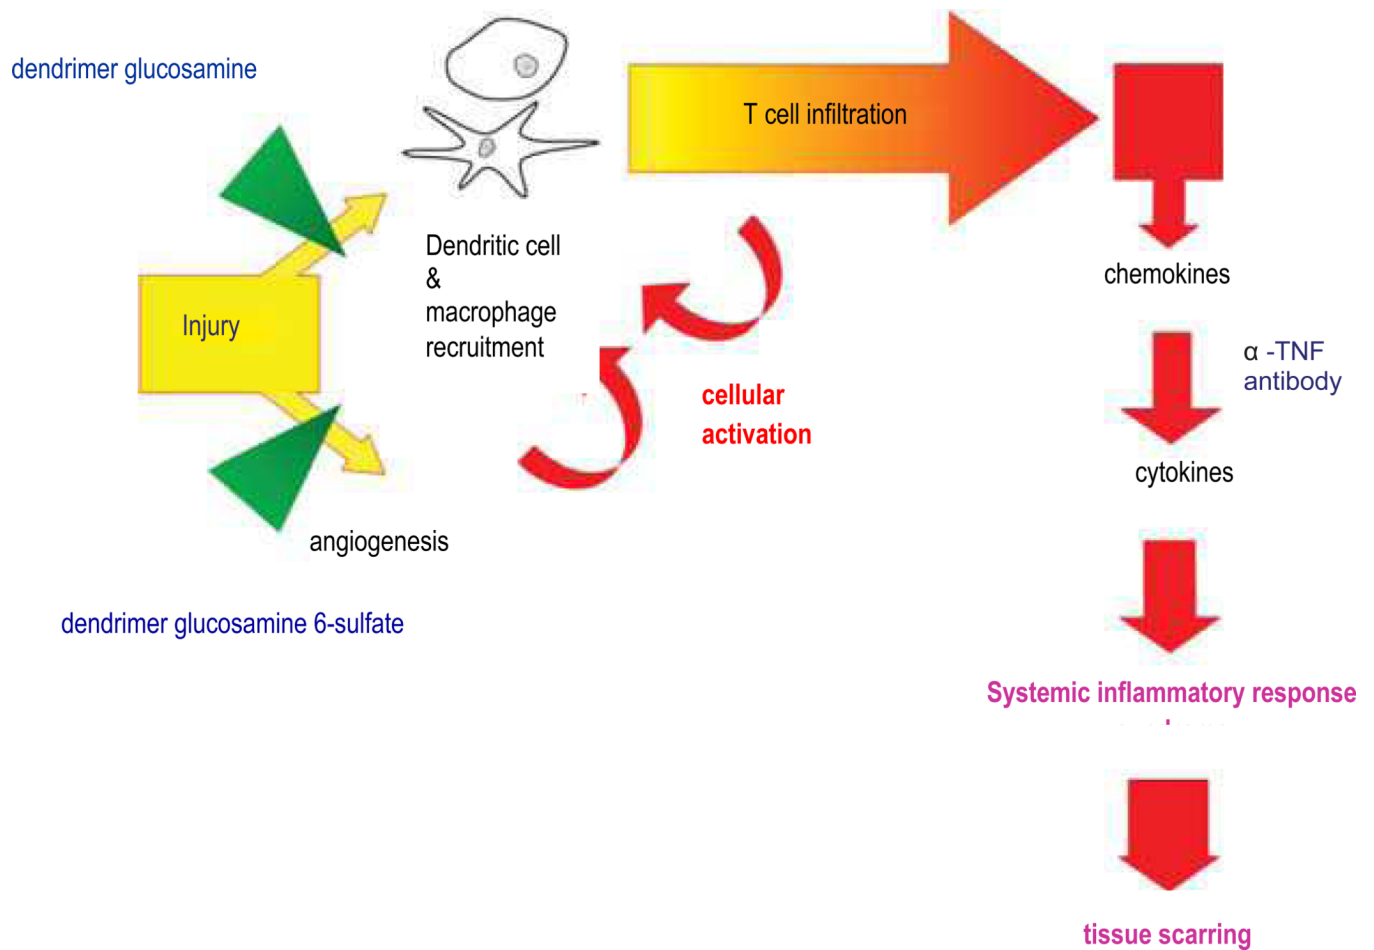 dendrimer glucosamine
T cell infiltration
Dendritic cell
&
macrophage
recruitment
Injury
chemokines
α -TNF
antibody
cellular
activation
cytokines
angiogenesis
dendrimer glucosamine 6-sulfate
Systemic inflammatory response
tissue scarring